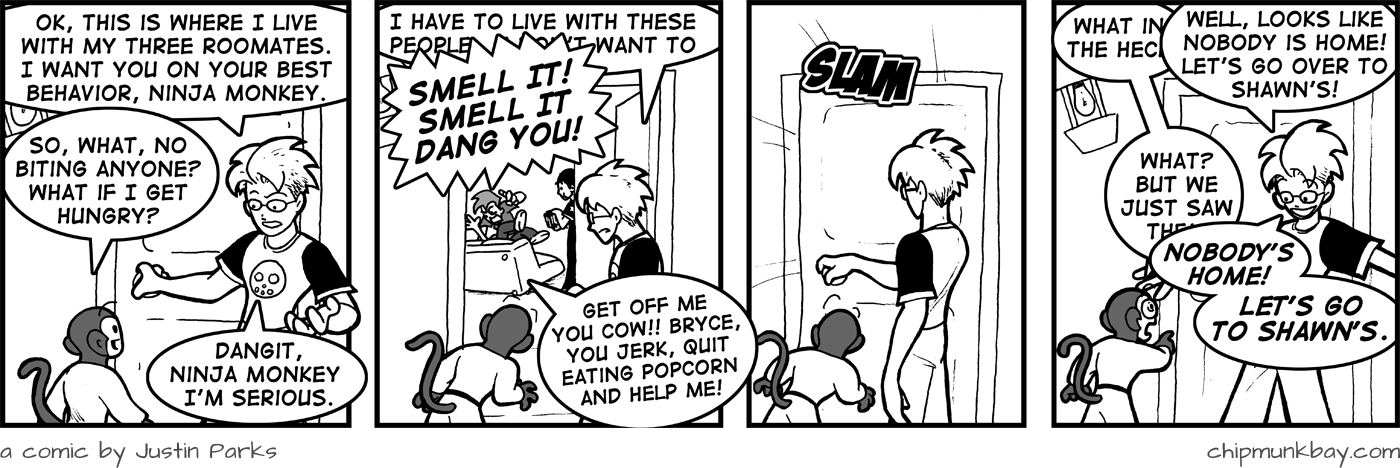 OK, THIS IS WHERE I LIVE
WITH MY THREE ROOMATES.
I WANT YOU ON YOUR BEST
BEHAVIOR, NINJA MONKEY.
SO, WHAT, NO
BITING ANYONE?
WHAT IF I GET
HUNGRY?
DANGIT,
NINJA MONKEY
I'M SERIOUS.
I HAVE TO LIVE WITH THESE
PEOPLE WANT TO
SMELL IT!
SMELL IT
DANG YOU!
GET OFF ME
YOU COW!! BRYCE,
YOU JERK, QUIT
EATING POPCORN
AND HELP ME!
SLAM
WHAT IN
THE HEC
WELL, LOOKS LIKE
NOBODY IS HOME!
LET'S GO OVER TO
SHAWN'S!
WHAT?
BUT WE
JUST SAW
THE
NOBODY'S
HOME!
LET'S GO
TO SHAWN'S.
a comic by Justin Parks
chipmunkbay.com